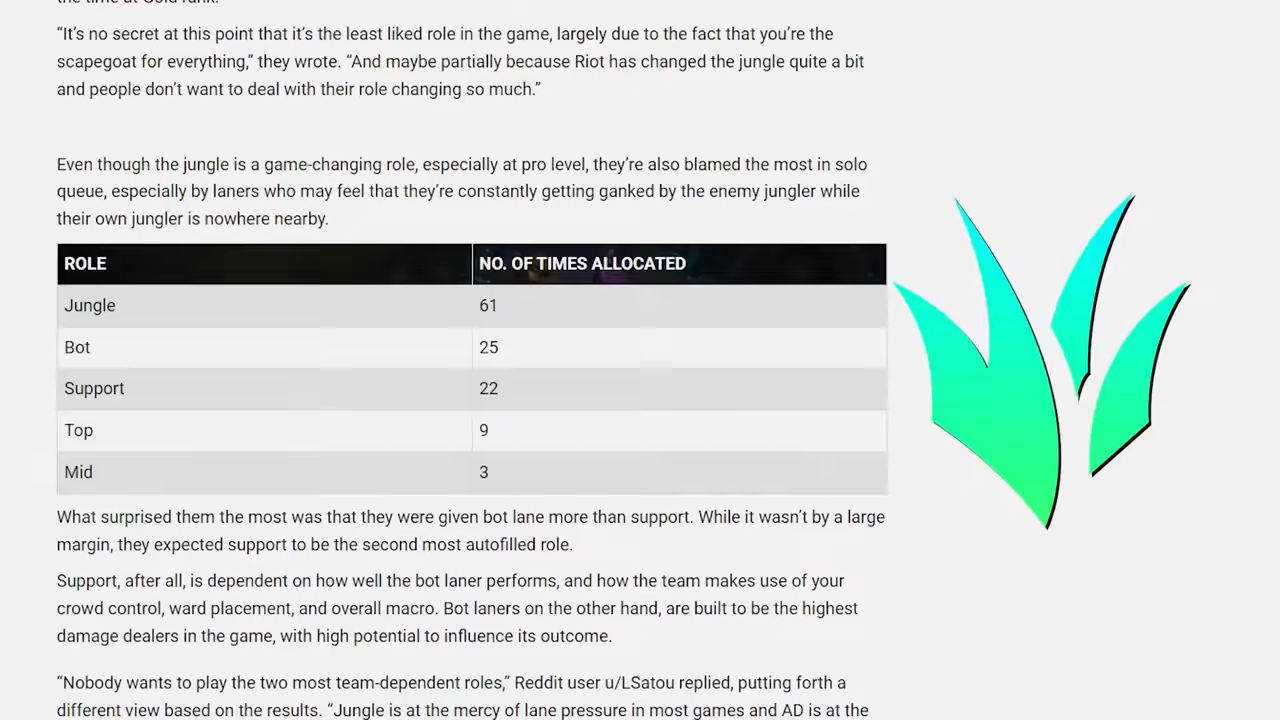 “It’s no secret at this point that it’s the least liked role in the game, largely due to the fact that you’re the
scapegoat for everything,” they wrote. “And maybe partially because Riot has changed the jungle quite a bit
and people don’t want to deal with their role changing so much.”
Even though the jungle is a game-changing role, especially at pro level, they’re also blamed the most in solo
queue, especially by laners who may feel that they’re constantly getting ganked by the enemy jungler while
their own jungler is nowhere nearby.
ROLE NO. OF TIMES ALLOCATED
Jungle 61
Bot 25
Support 22
Top 9
Mid 3
What surprised them the most was that they were given bot lane more than support. While it wasn’t by a large
margin, they expected support to be the second most autofilled role.
Support, after all, is dependent on how well the bot laner performs, and how the team makes use of your
crowd control, ward placement, and overall macro. Bot laners on the other hand, are built to be the highest
damage dealers in the game, with high potential to influence its outcome.
“Nobody wants to play the two most team-dependent roles,” Reddit user u/LSatou replied, putting forth a
different view based on the results. “Jungle is at the mercy of lane pressure in most games and AD is at the